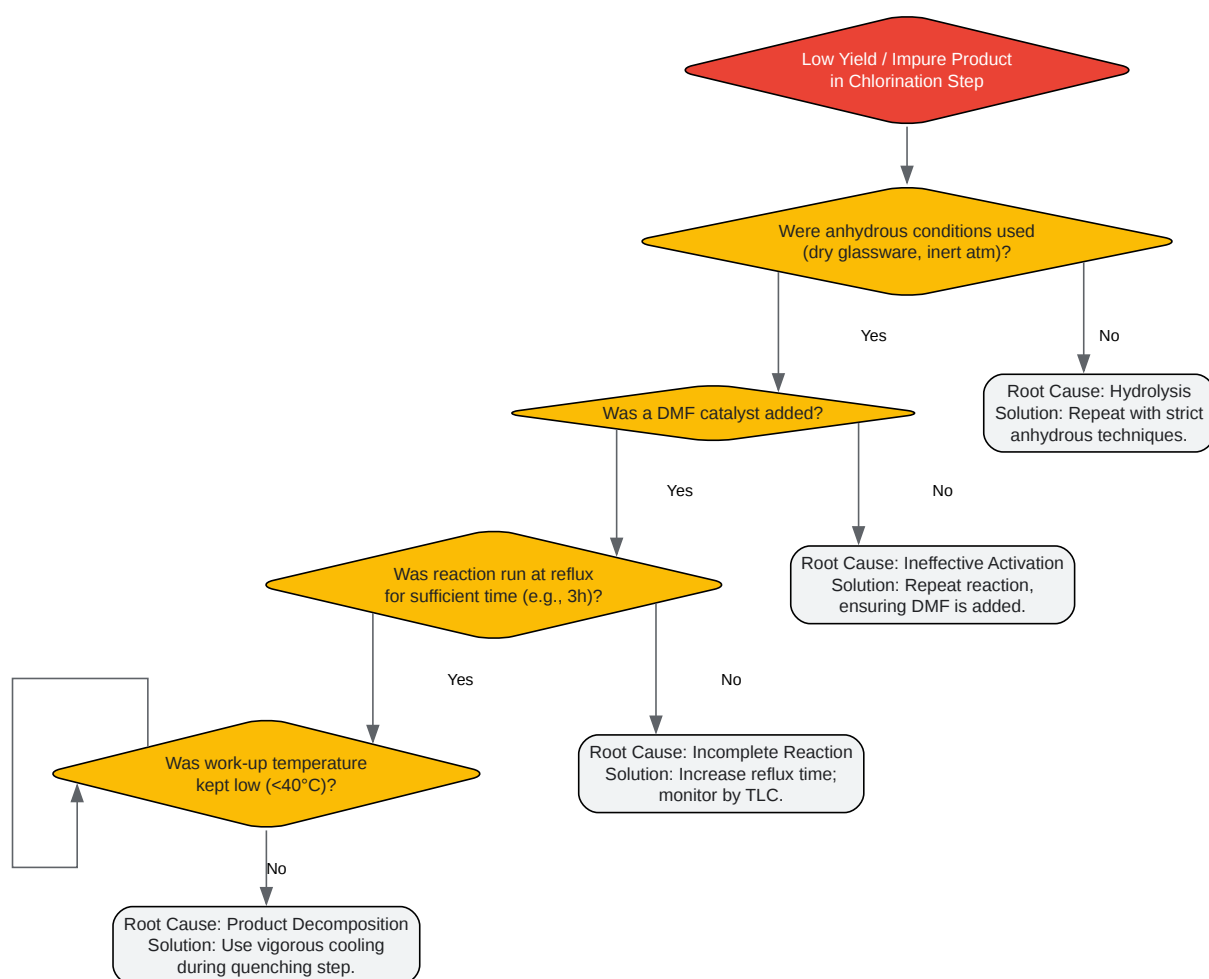 Low Yield / Impure Product
in Chlorination Step
Were anhydrous conditions used
(dry glassware, inert atm)?
Yes
No
Root Cause: Hydrolysis
Solution: Repeat with strict
anhydrous techniques.
Was a DMF catalyst added?
Yes
No
Root Cause: Ineffective Activation
Solution: Repeat reaction,
ensuring DMF is added.
Was reaction run at reflux
for sufficient time (e.g., 3h)?
Yes
No
Root Cause: Incomplete Reaction
Solution: Increase reflux time;
monitor by TLC.
Was work-up temperature
kept low (<40°C)?
No
Root Cause: Product Decomposition
Solution: Use vigorous cooling
during quenching step.